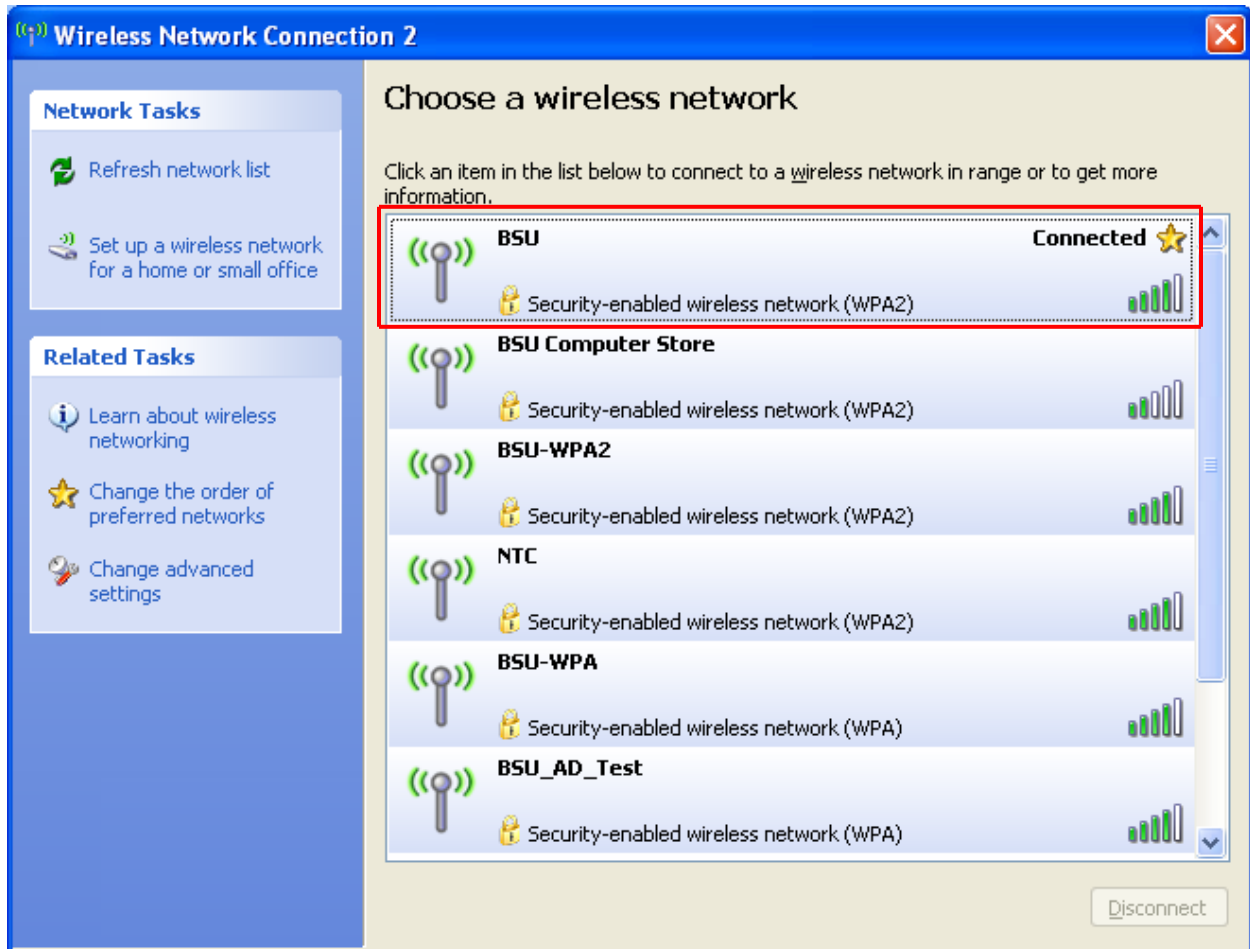 Wireless Network Connection 2
Network Tasks
Refresh network list
Set up a wireless network
for a home or small office
Related Tasks
Learn about wireless
networking
Change the order of
preferred networks
Change advanced
settings
Choose a wireless network
Click an item in the list below to connect to a wireless network in range or to get more
information.
BSU
Connected
Security-enabled wireless network (WPA2)
BSU Computer Store
Security-enabled wireless network (WPA2)
BSU-WPA2
Security-enabled wireless network (WPA2)
NTC
Security-enabled wireless network (WPA2)
BSU-WPA
Security-enabled wireless network (WPA)
BSU_AD_Test
Security-enabled wireless network (WPA)
Disconnect